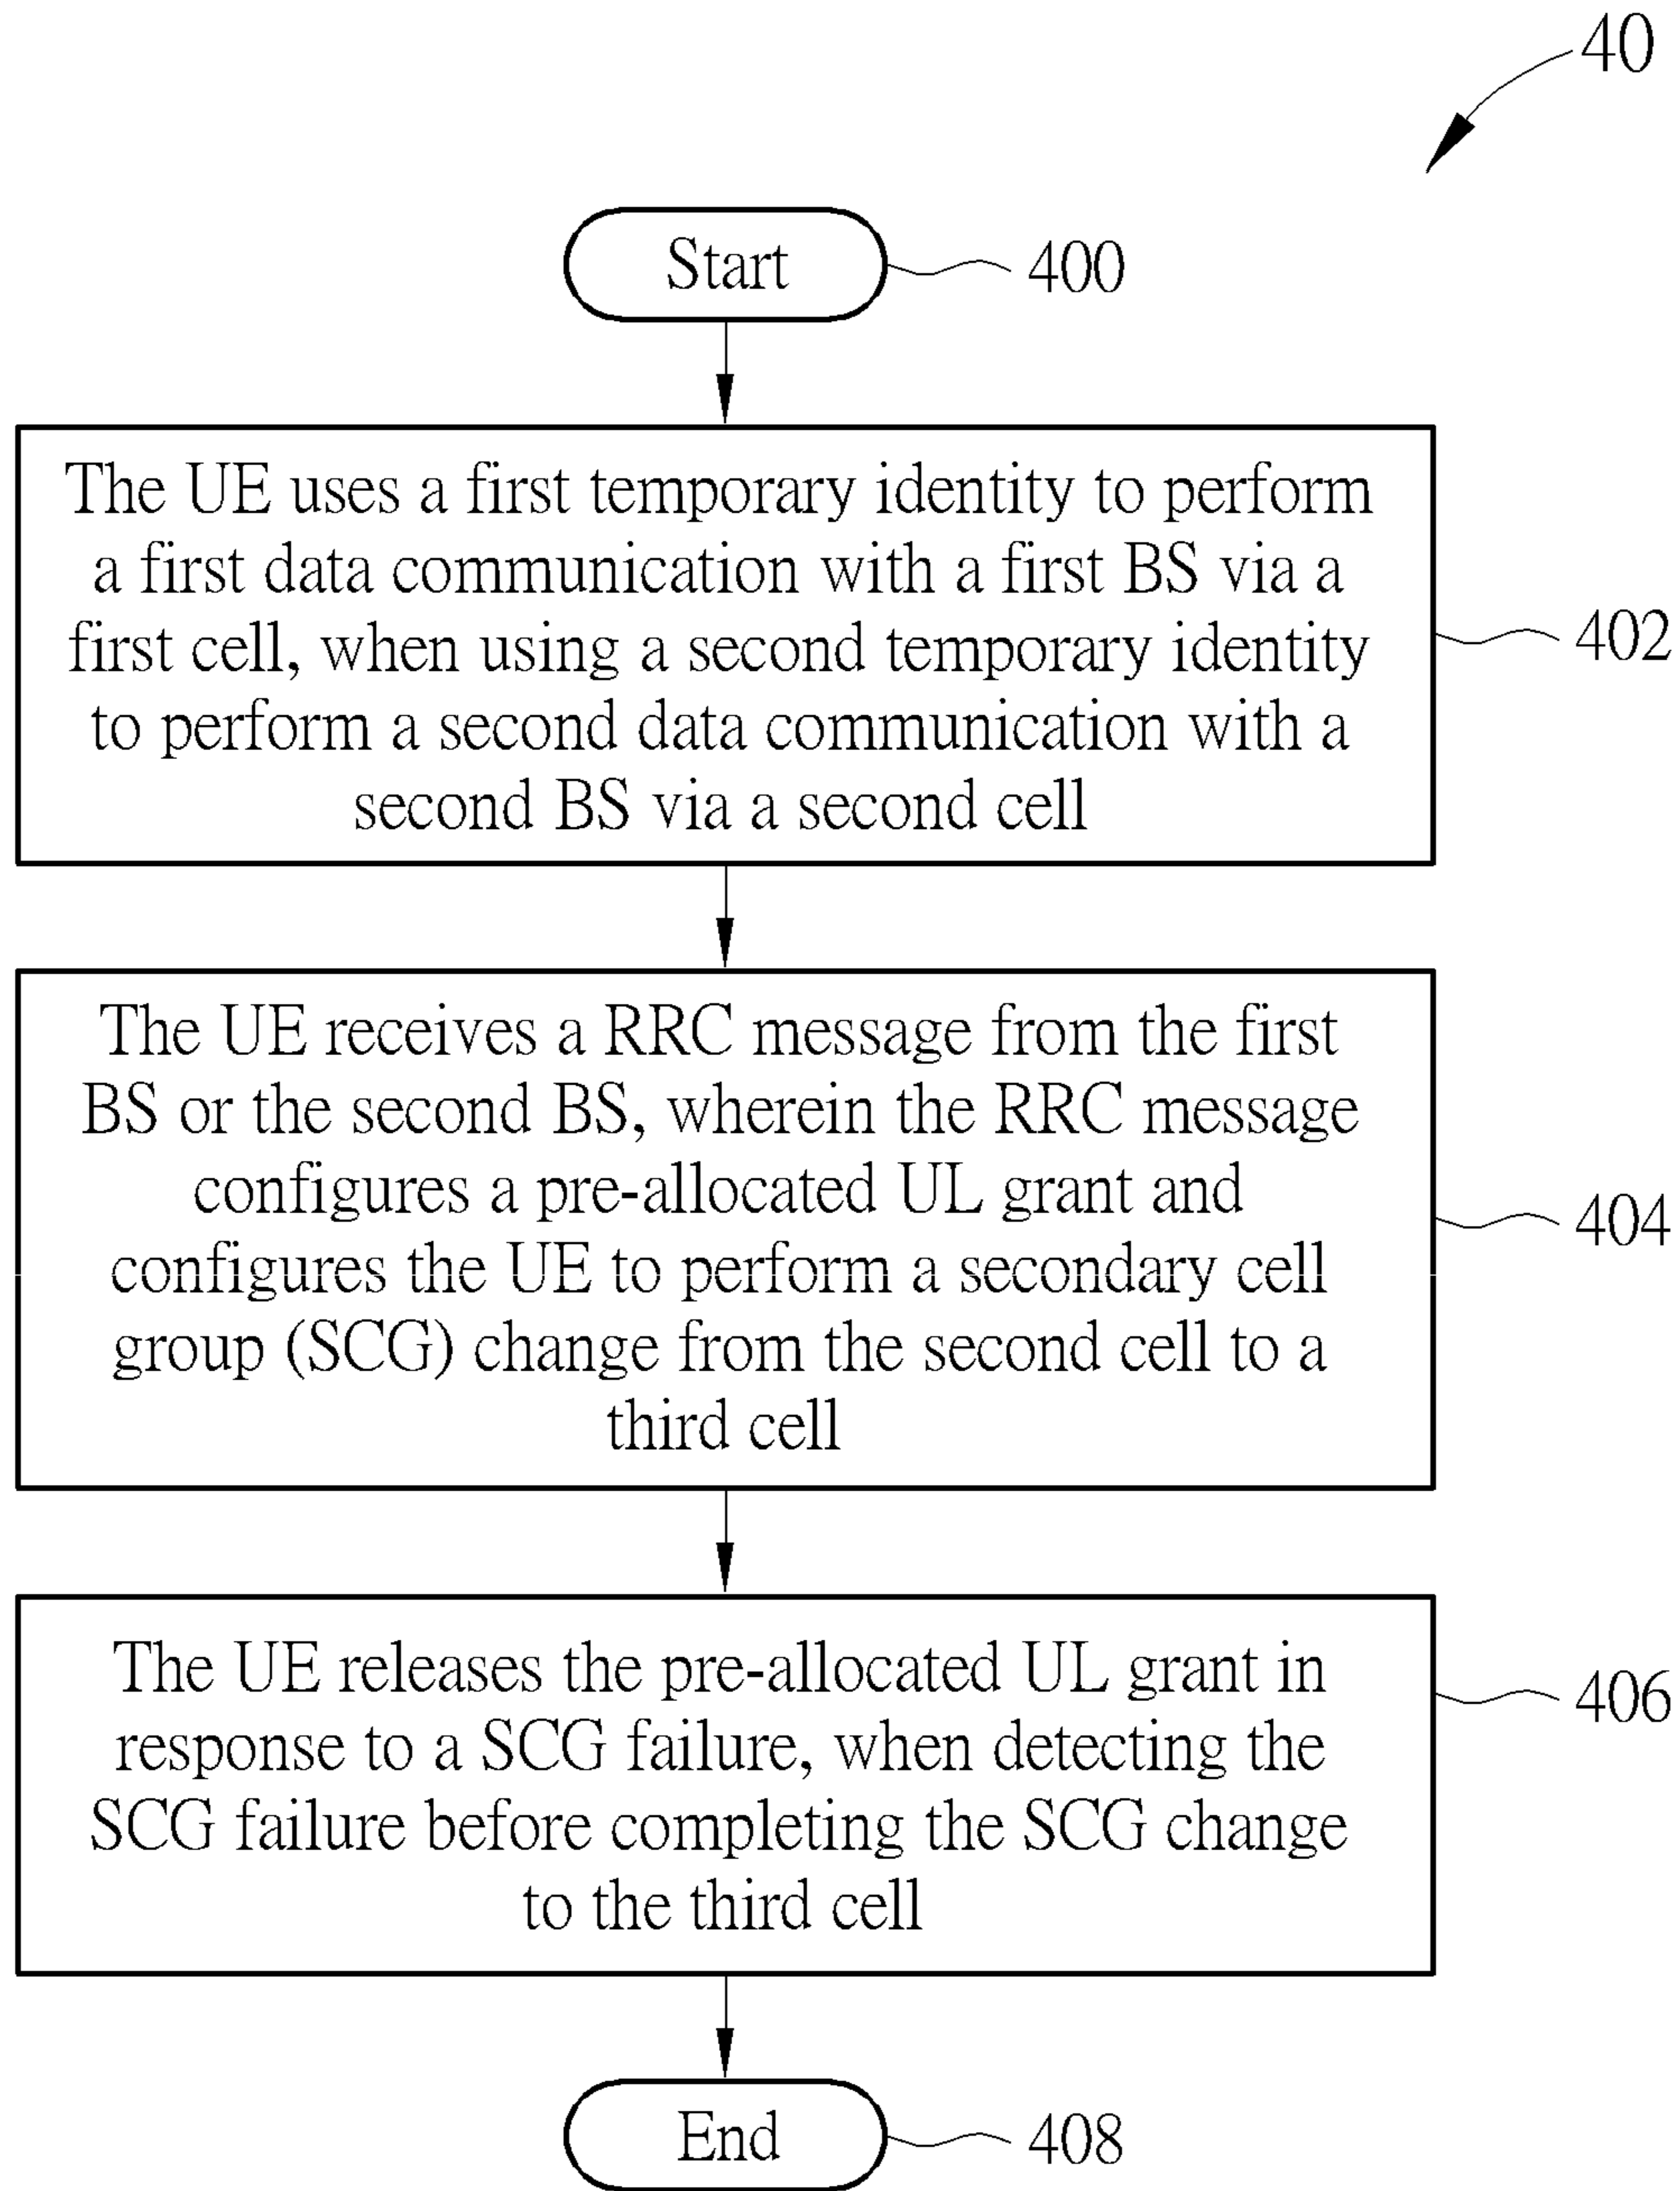 40
Start
400
The UE uses a first temporary identity to perform
a first data communication with a first BS via a
first cell, when using a second temporary identity
to perform a second data communication with a
second BS via a second cell
402
The UE receives a RRC message from the first
BS or the second BS, wherein the RRC message
configures a pre-allocated UL grant and
configures the UE to perform a secondary cell
group (SCG) change from the second cell to a
third cell
404
The UE releases the pre-allocated UL grant in
response to a SCG failure, when detecting the
SCG failure before completing the SCG change
to the third cell
406
End
408